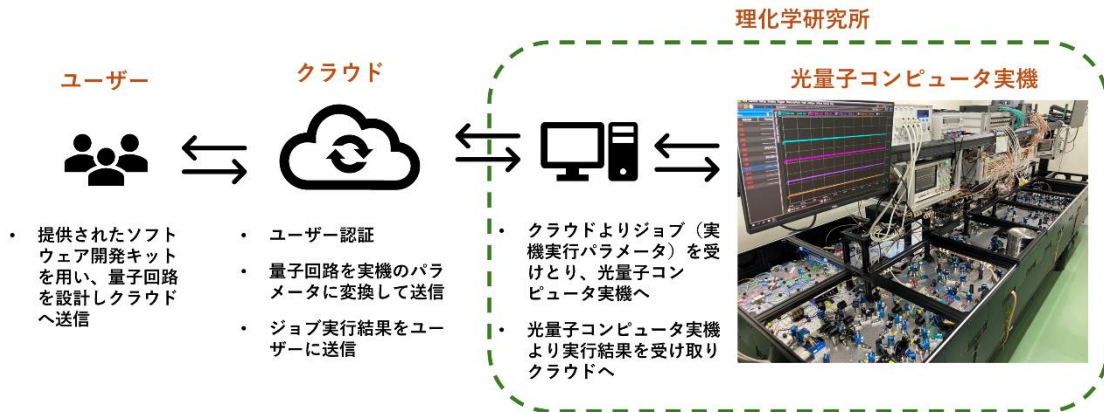 理化学研究所
ユーザー
クラウド
光量子コンピュータ実機
・ 提供されたソフト
ウェア開発キット
を用い、量子回路
を設計しクラウド
へ送信
・ ユーザー認証
・ 量子回路を実機のパラ
メータに変換して送信
・ ジョブ実行結果をユー
ザーに送信
・ クラウドよりジョブ（実
機実行パラメータ）を受
けとり、光量子コン
ピュータ実機へ
・ 光量子コンピュータ実機
より実行結果を受け取り
クラウドへ